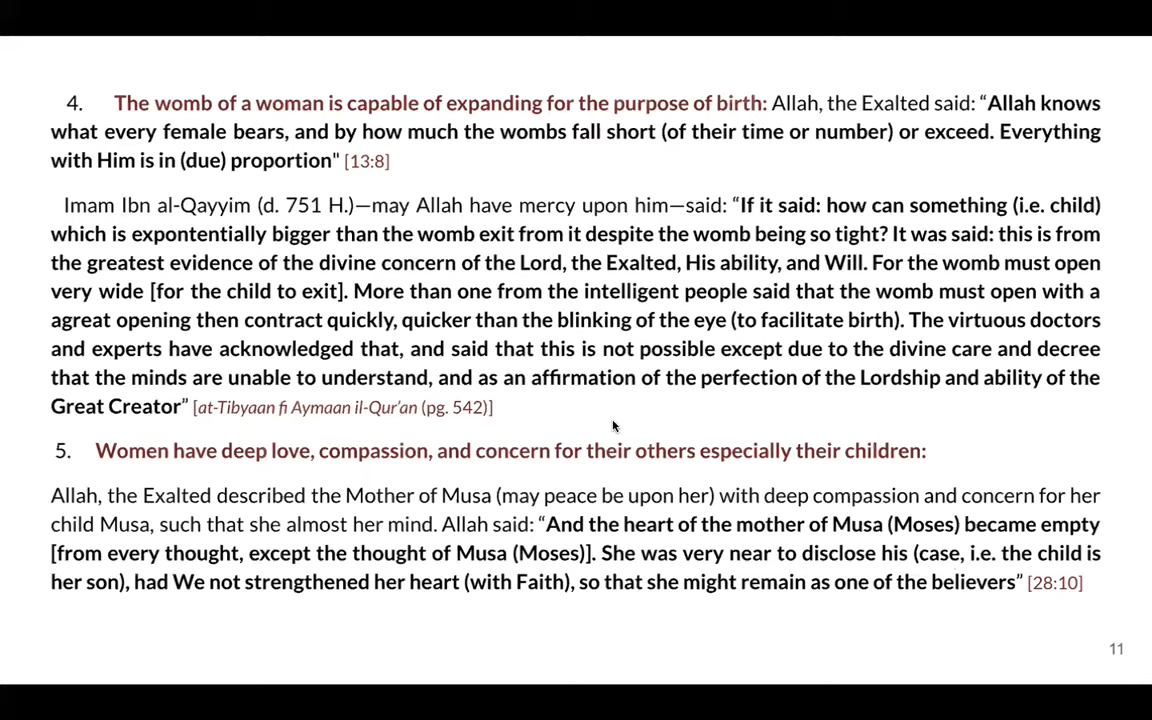 4. The womb of a woman is capable of expanding for the purpose of birth: Allah, the Exalted said: “Allah knows
what every female bears, and by how much the wombs fall short (of their time or number) or exceed. Everything
with Him is in (due) proportion" [13:8]
Imam Ibn al-Qayyim (d. 751 H.)—may Allah have mercy upon him—said: “If it said: how can something (i.e. child)
which is expontentially bigger than the womb exit from it despite the womb being so tight? It was said: this is from
the greatest evidence of the divine concern of the Lord, the Exalted, His ability, and Will. For the womb must open
very wide [for the child to exit]. More than one from the intelligent people said that the womb must open with a
agreat opening then contract quickly, quicker than the blinking of the eye (to facilitate birth). The virtuous doctors
and experts have acknowledged that, and said that this is not possible except due to the divine care and decree
that the minds are unable to understand, and as an affirmation of the perfection of the Lordship and ability of the
Great Creator” [at-Tibyaan fi Aymaan il-Qur’an (pg. 542)]
5. Women have deep love, compassion, and concern for their others especially their children:
Allah, the Exalted described the Mother of Musa (may peace be upon her) with deep compassion and concern for her
child Musa, such that she almost her mind. Allah said: “And the heart of the mother of Musa (Moses) became empty
[from every thought, except the thought of Musa (Moses)]. She was very near to disclose his (case, i.e. the child is
her son), had We not strengthened her heart (with Faith), so that she might remain as one of the believers” [28:10]
11